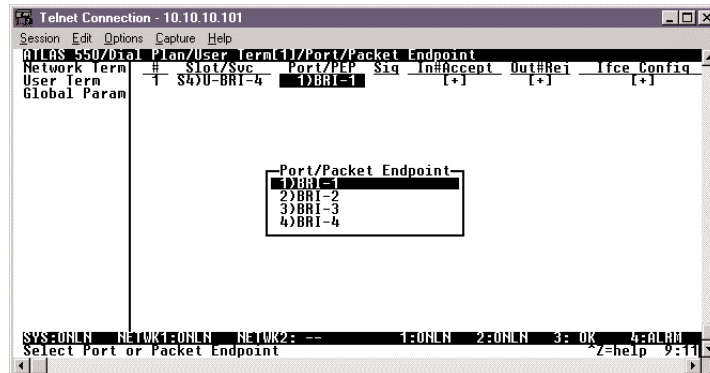 Telnet Connection - 10.10.10.101
Session Edit Options Capture Help
ATLAS 550/Dial Plan/User Term[1]/Port/Packet Endpoint
Network Term # Slot/Svc Port/PEP Sig In#Accept Out#Rej Ifce Config
User Term 1 S4)U-BRI-4 1)BRI-1 [+] [+] [+]
Global Param
Port/Packet Endpoint
1)BRI-1
2)BRI-2
3)BRI-3
4)BRI-4
SYS:ONLN NETWK1:ONLN NETWK2: -- 1:ONLN 2:ONLN 3: OK 4:ALRM
Select Port or Packet Endpoint ^Z=help 9:11